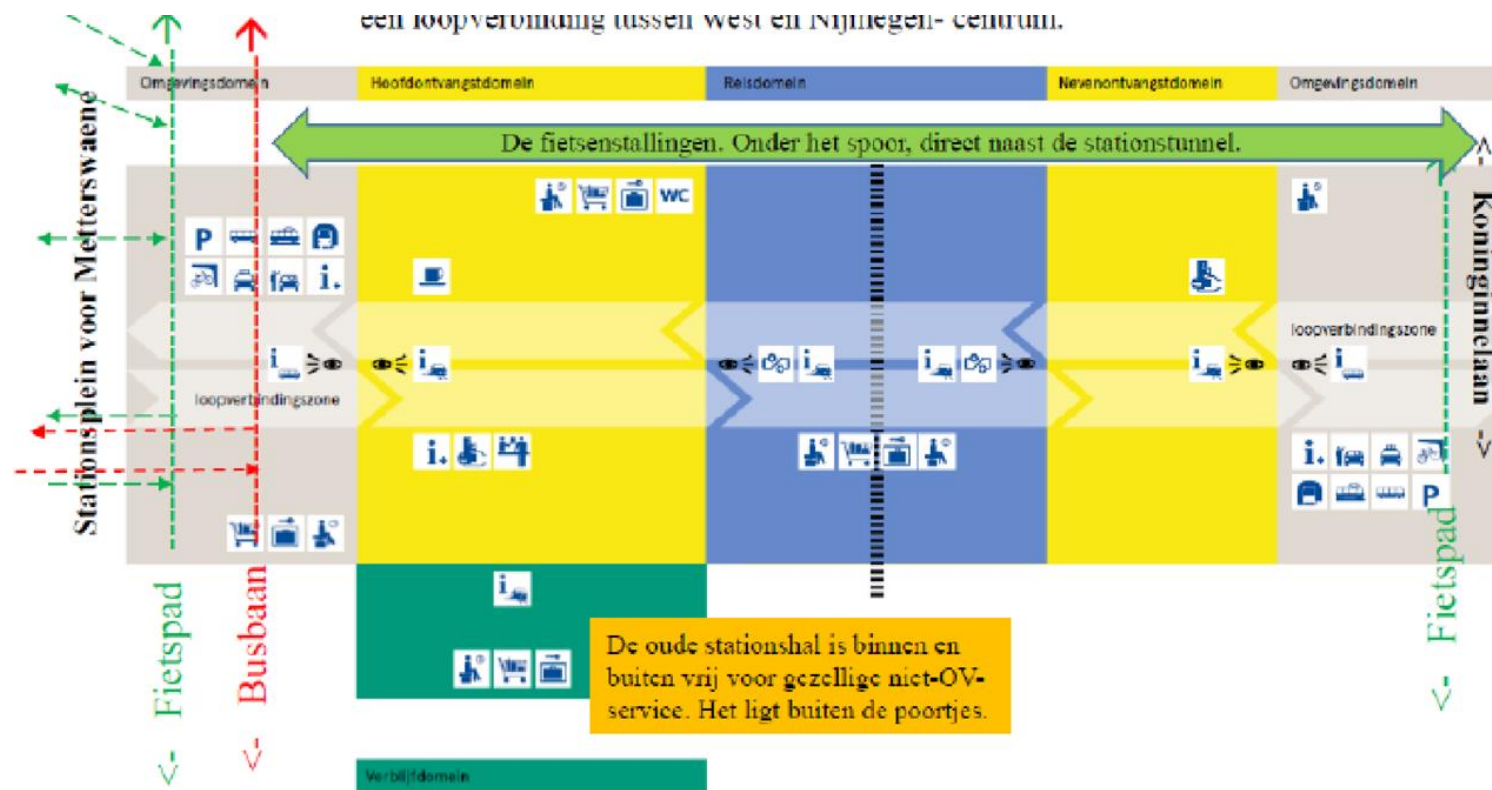 een loopverbinding tussen West en Nijmegen- centrum.
Omgevingsdomein
Hoofdontvangstdomein
Reisdomein
Nevenontvangstdomein
Omgevingsdomein
De fietsenstallingen. Onder het spoor, direct naast de stationstunnel.
Stationsplein voor Metterswaene
<- Koninginnelaan ->
WC
P
i.
loopverbindingszone
i
i
i
i
i
i
loopverbindingszone
i.
i.
P
<- Fietspad
<- Busbaan
<- Fietspad
i
De oude stationshal is binnen en
buiten vrij voor gezellige niet-OV-
service. Het ligt buiten de poortjes.
Verblijfdomein